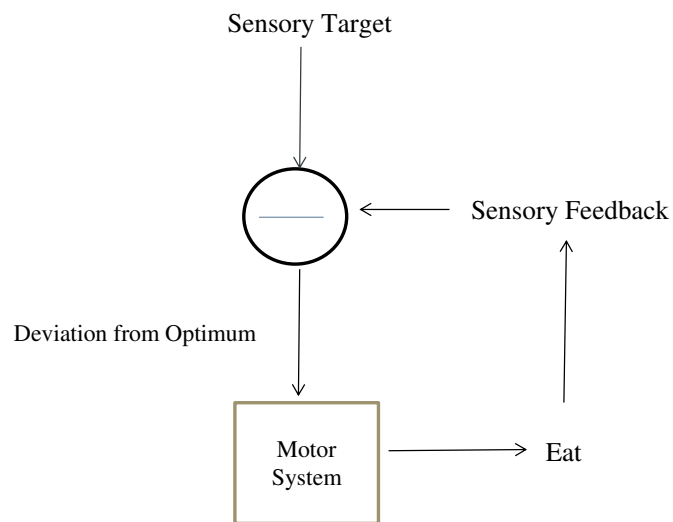 Sensory Target
Sensory Feedback
Deviation from Optimum
Motor
System
Eat